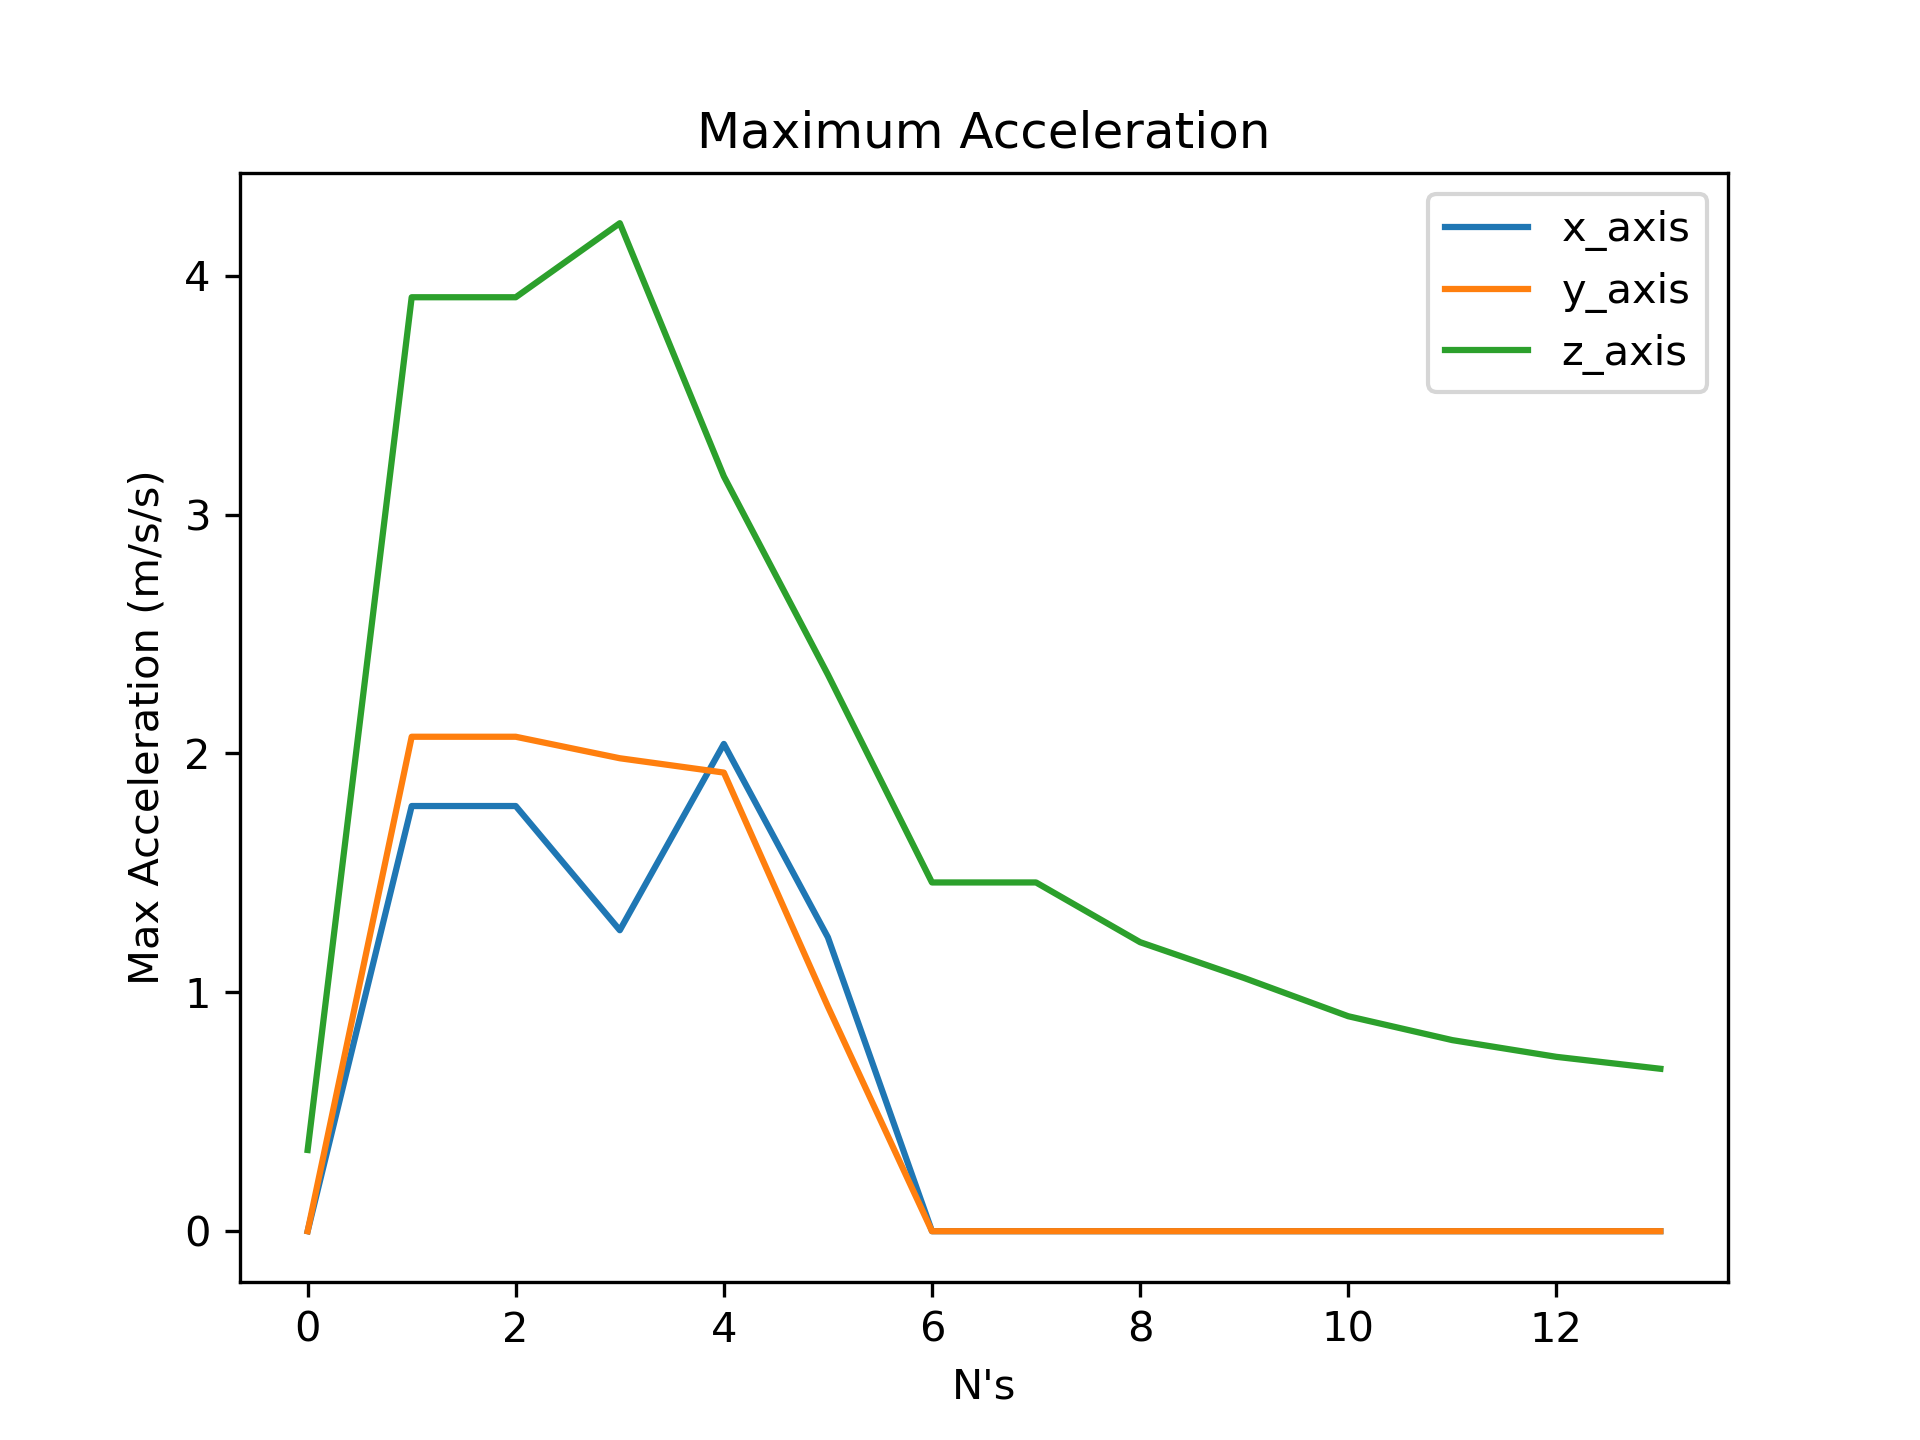 Maximum Acceleration
x_axis
y_axis
z_axis
Max Acceleration (m/s/s)
4
3
2
1
0
0 2 4 6 8 10 12
N's